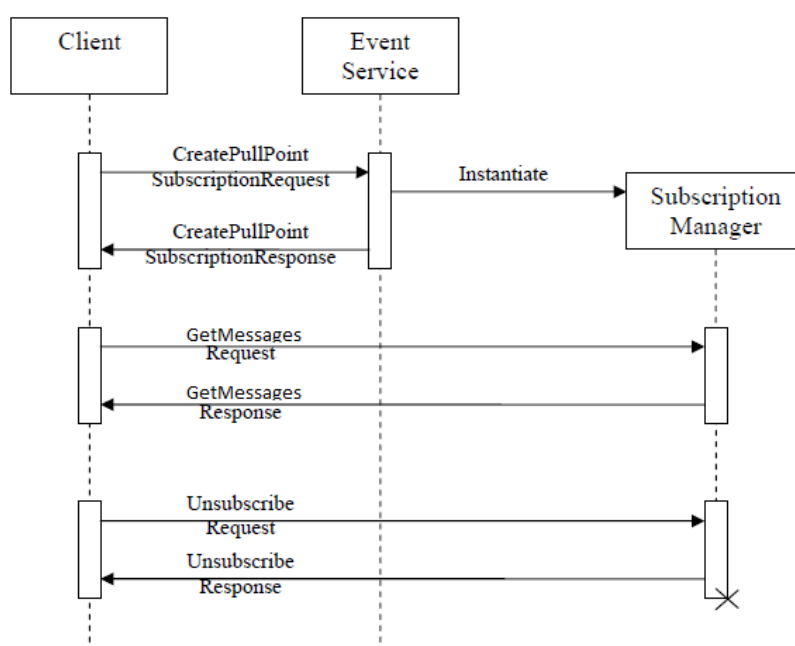 Client
Event
Service
CreatePullPoint
SubscriptionRequest
Instantiate
Subscription
Manager
CreatePullPoint
SubscriptionResponse
GetMessages
Request
GetMessages
Response
Unsubscribe
Request
Unsubscribe
Response